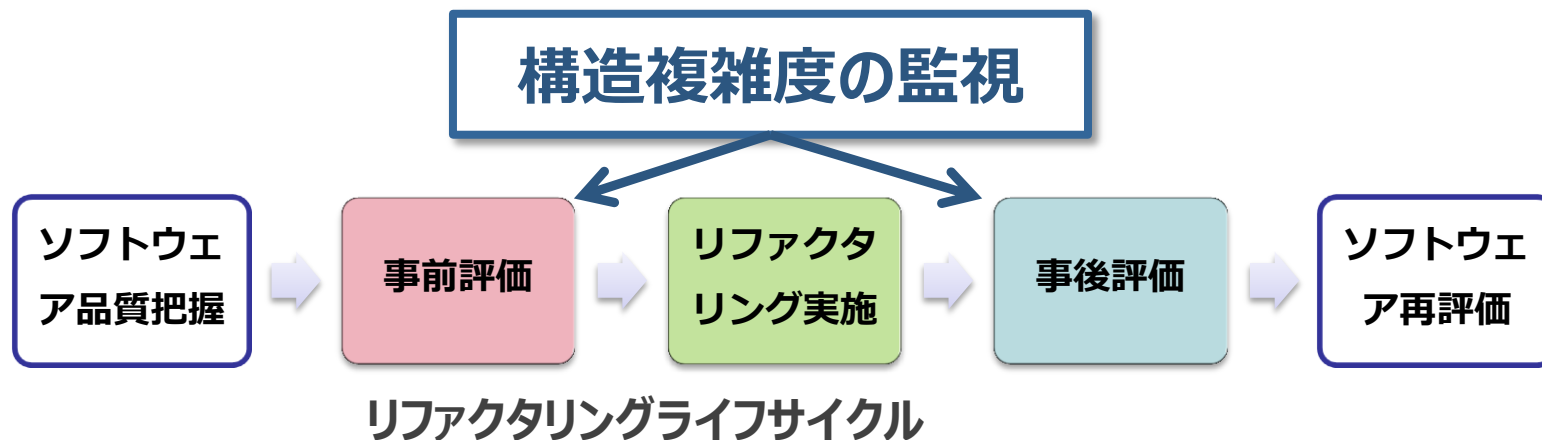 構造複雑度の監視
ソフトウェ
ア品質把握
事前評価
リファクタ
リング実施
事後評価
ソフトウェ
ア再評価
リファクタリングライフサイクル